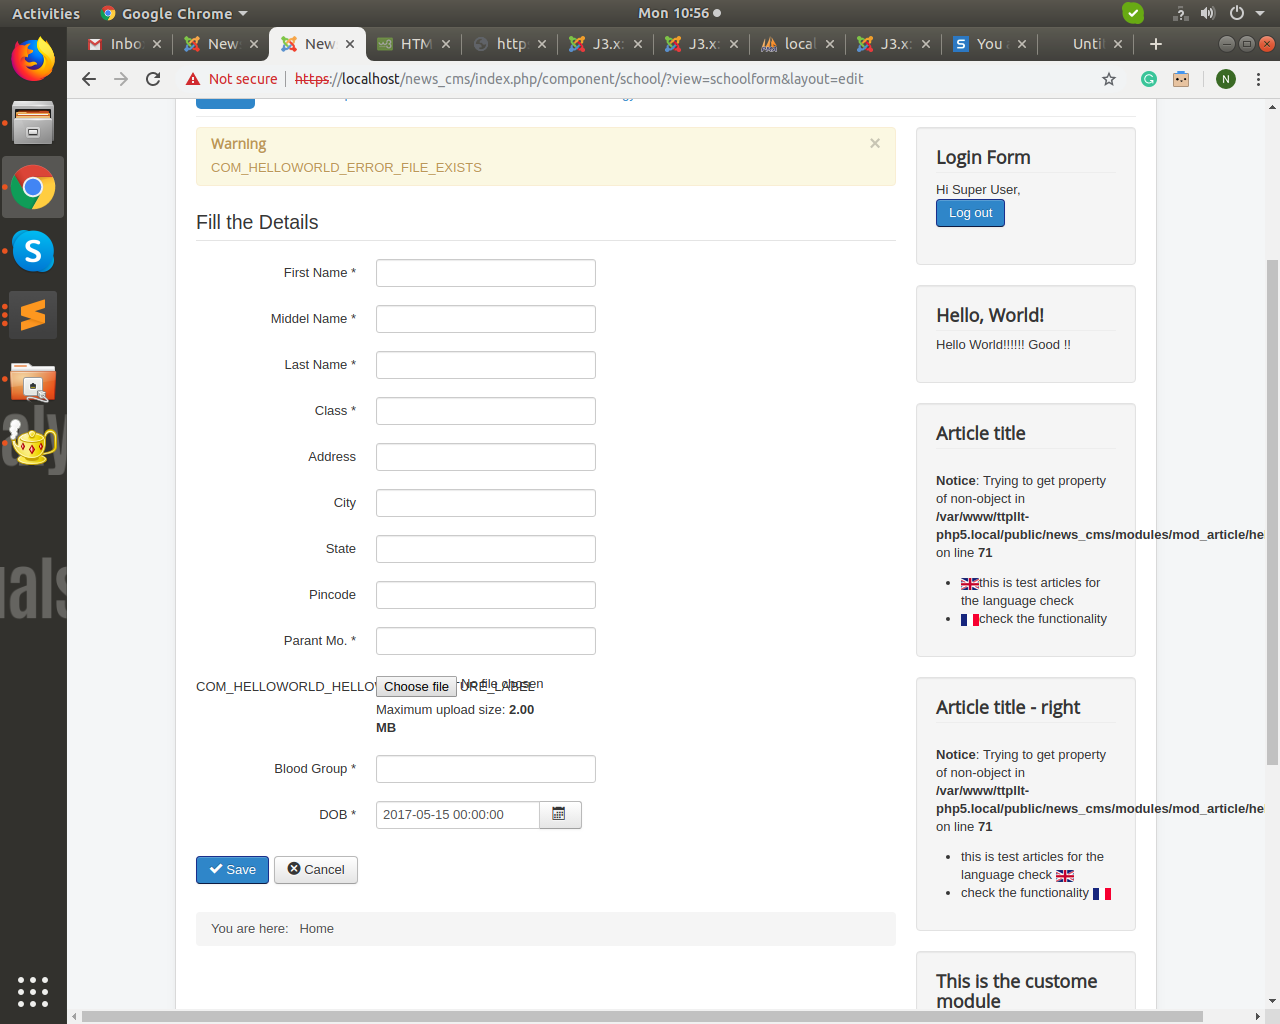 Activities
Google Chrome
Mon 10:56
Inbo
New
New
HTM
http
J3.x:
J3.x:
local
J3.x:
You
Unti
Not secure
https://localhost/news_cms/index.php/component/school/?view=schoolform&layout=edit
N
Warning
×
COM_HELLOWORLD_ERROR_FILE_EXISTS
Fill the Details
First Name *
Middel Name *
Last Name *
Class *
Address
City
State
Pincode
Parant Mo. *
Choose file
No file chosen
Maximum upload size: 2.00
MB
Blood Group *
DOB *
2017-05-15 00:00:00
Save
Cancel
You are here: Home
Login Form
Hi Super User,
Log out
Hello, World!
Hello World!!!!!! Good !!
Article title
Notice: Trying to get property
of non-object in
/var/www/ttpllt-
php5.local/public/news_cms/modules/mod_article/he
on line 71
this is test articles for
the language check
check the functionality
Article title - right
Notice: Trying to get property
of non-object in
/var/www/ttpllt-
php5.local/public/news_cms/modules/mod_article/he
on line 71
this is test articles for the
language check
check the functionality
This is the custome
module